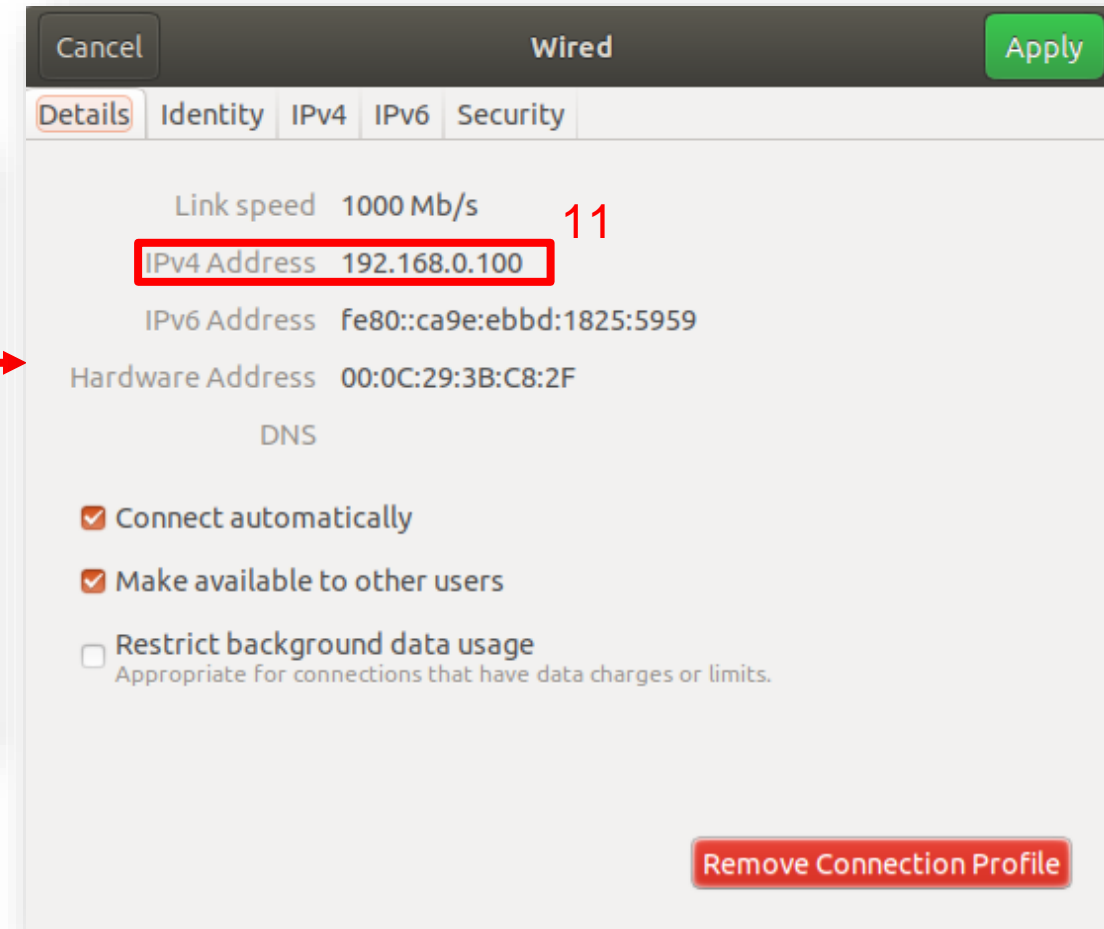 Cancel Wired Apply
Details Identity IPv4 IPv6 Security
Link speed 1000 Mb/s
11
IPv4 Address 192.168.0.100
IPv6 Address fe80::ca9e:ebbd:1825:5959
Hardware Address 00:0C:29:3B:C8:2F
DNS
Connect automatically
Make available to other users
Restrict background data usage
Appropriate for connections that have data charges or limits.
Remove Connection Profile